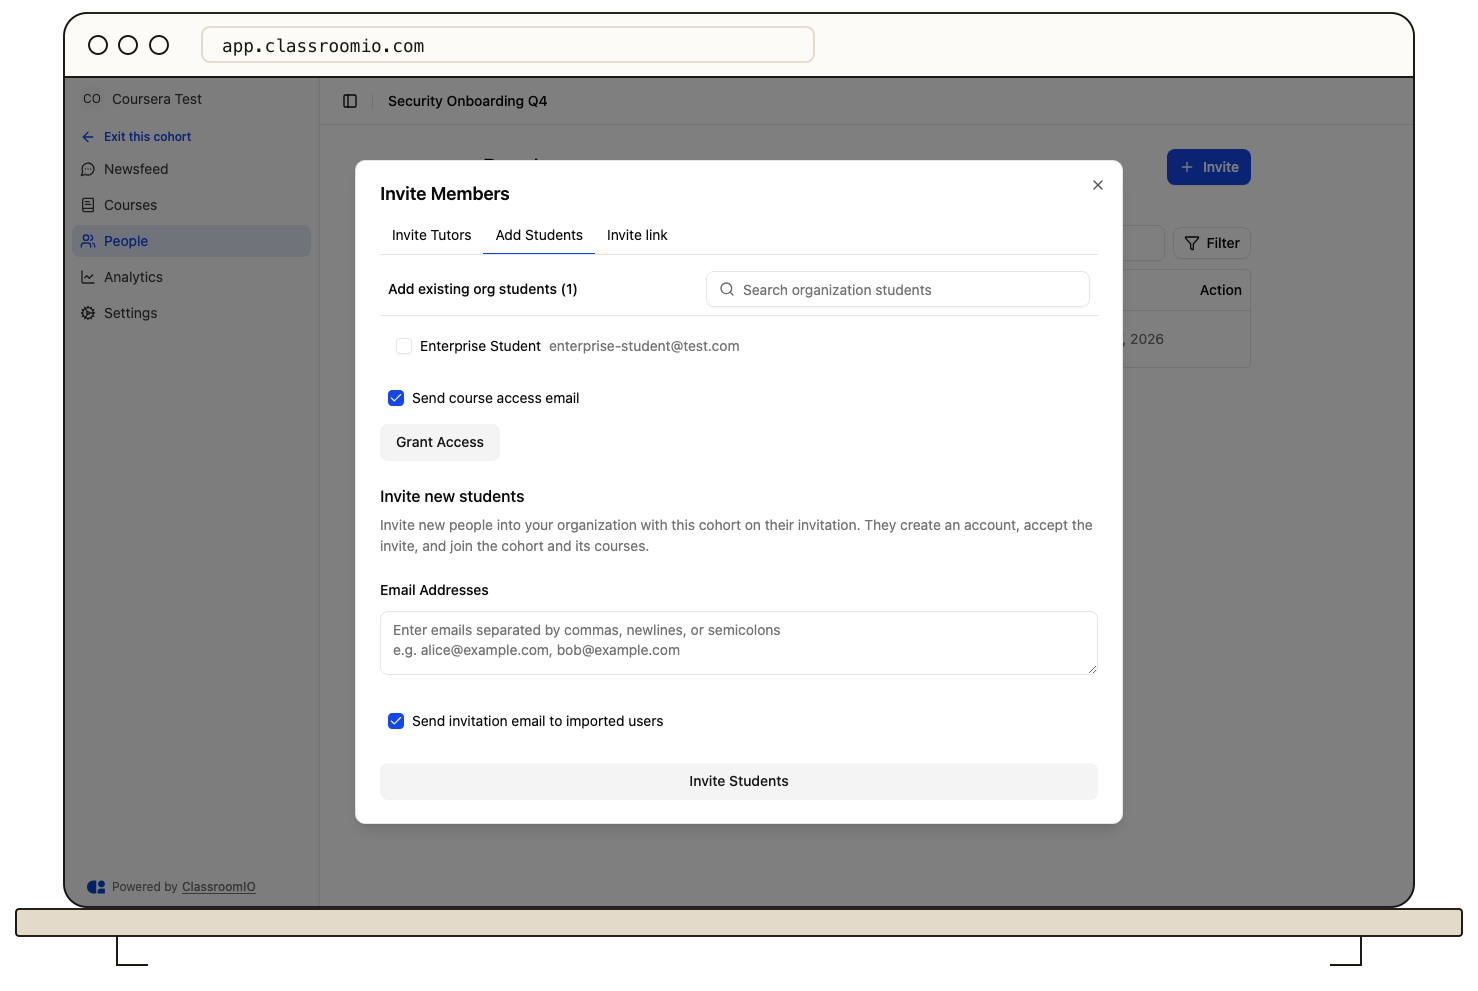 app.classroomio.com
CO Coursera Test
Exit this cohort
Newsfeed
Courses
People
Analytics
Settings
Powered by ClassroomIO
Security Onboarding Q4
Invite
Filter
Action
, 2026
Invite Members
Invite Tutors Add Students Invite link
Add existing org students (1)
Search organization students
Enterprise Student enterprise-student@test.com
Send course access email
Grant Access
Invite new students
Invite new people into your organization with this cohort on their invitation. They create an account, accept the
invite, and join the cohort and its courses.
Email Addresses
Enter emails separated by commas, newlines, or semicolons
e.g. alice@example.com, bob@example.com
Send invitation email to imported users
Invite Students